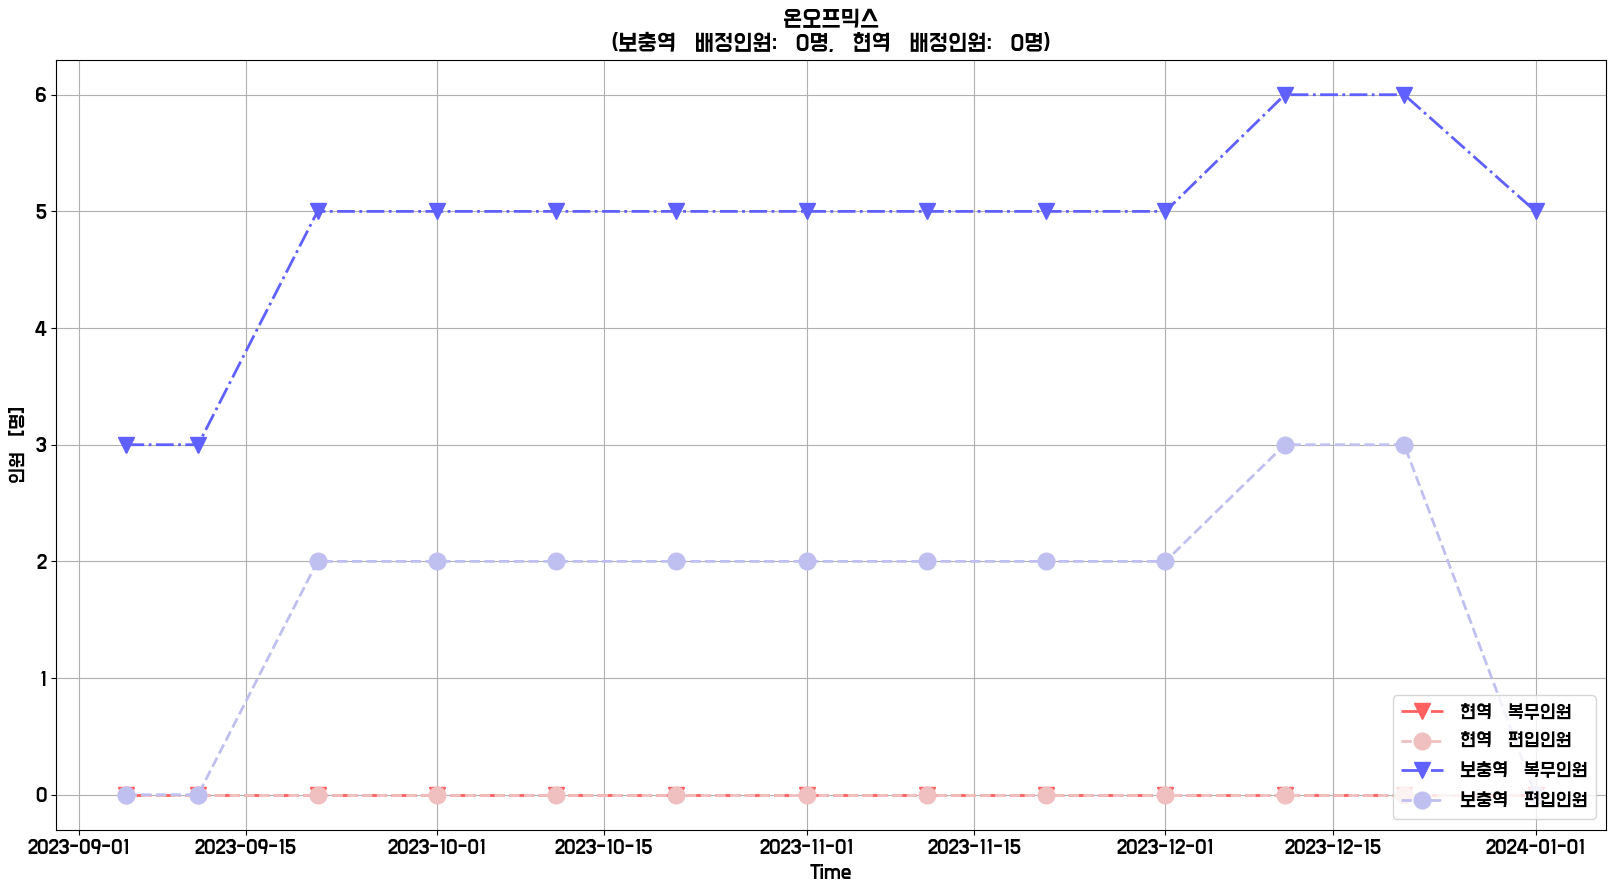 온오프믹스
(보충역 배정인원: 0명, 현역 배정인원: 0명)
인원 [명]
6
5
4
3
2
1
0
현역 복무인원
현역 편입인원
보충역 복무인원
보충역 편입인원
2023-09-01 2023-09-15 2023-10-01 2023-10-15 2023-11-01 2023-11-15 2023-12-01 2023-12-15 2024-01-01
Time